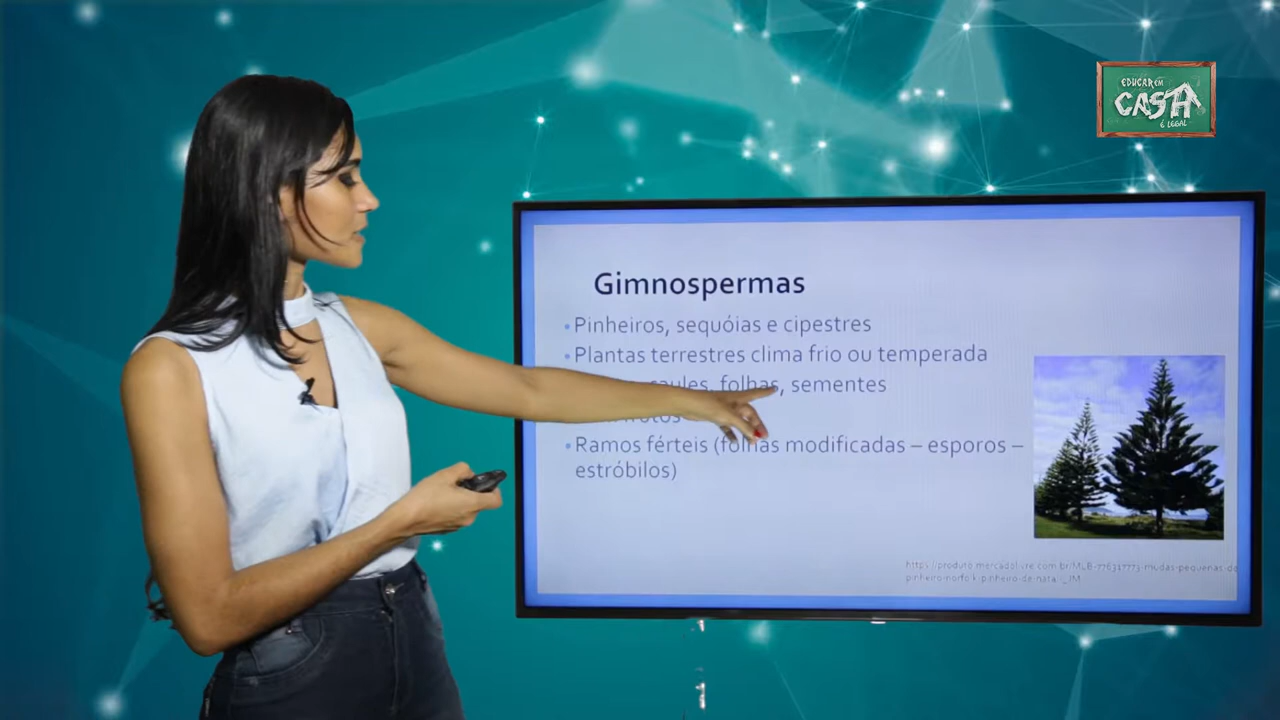 EDUCAR EM
CASA
É LEGAL
Gimnospermas
Pinheiros, sequóias e cipestres
Plantas terrestres clima frio ou temperada
caules, folhas, sementes
frutos
Ramos férteis (folhas modificadas – esporos –
estróbilos)